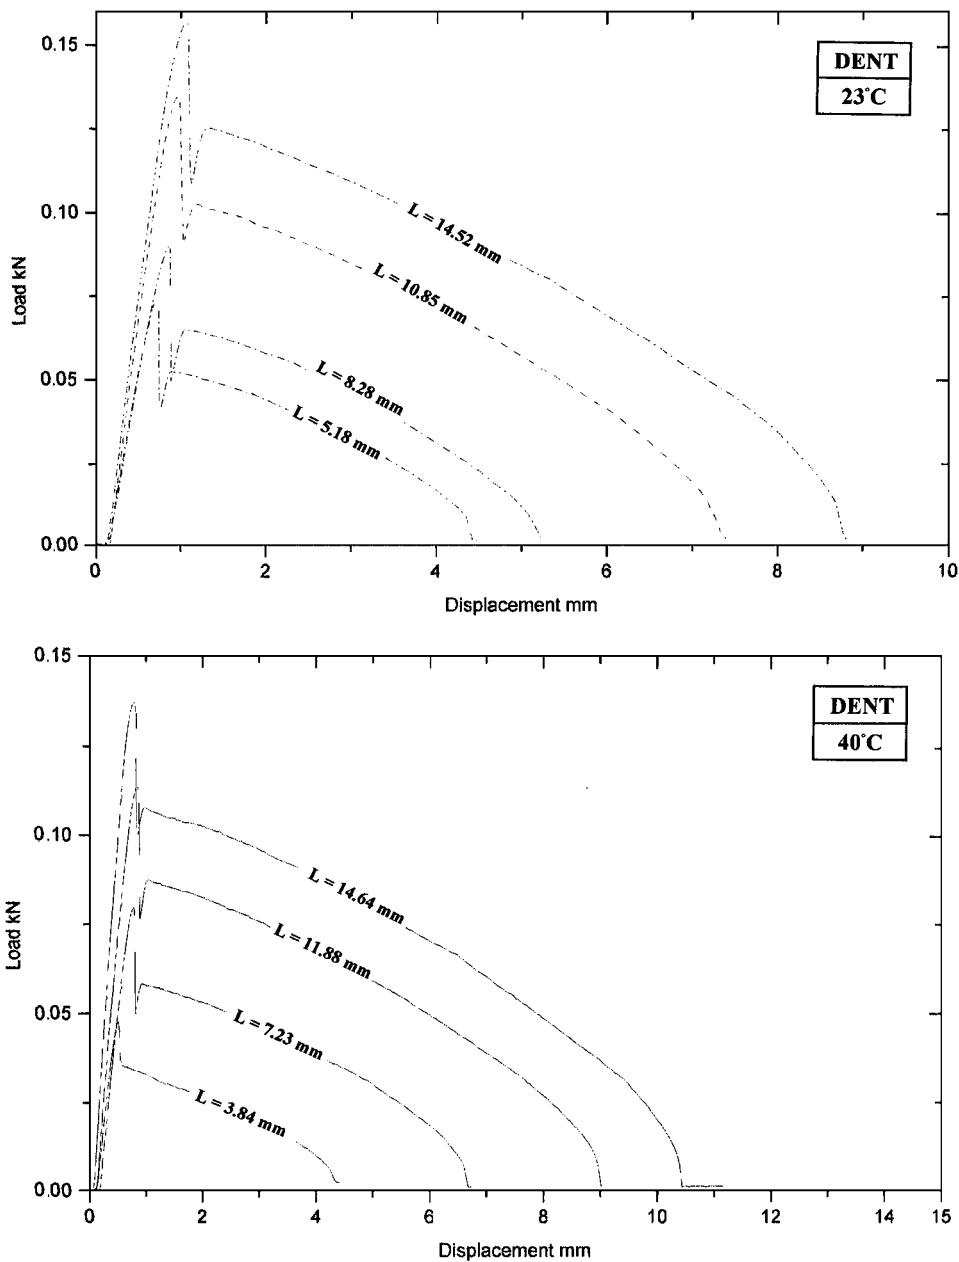 0.15
DENT
23°C
0.10
Load kN
L = 14.52 mm
L = 10.85 mm
0.05
L = 8.28 mm
L = 5.18 mm
0.00
0 2 4 6 8 10
Displacement mm
0.15
DENT
40°C
0.10
Load kN
L = 14.64 mm
L = 11.88 mm
0.05
L = 7.23 mm
L = 3.84 mm
0.00
0 2 4 6 8 10 12 14 15
Displacement mm